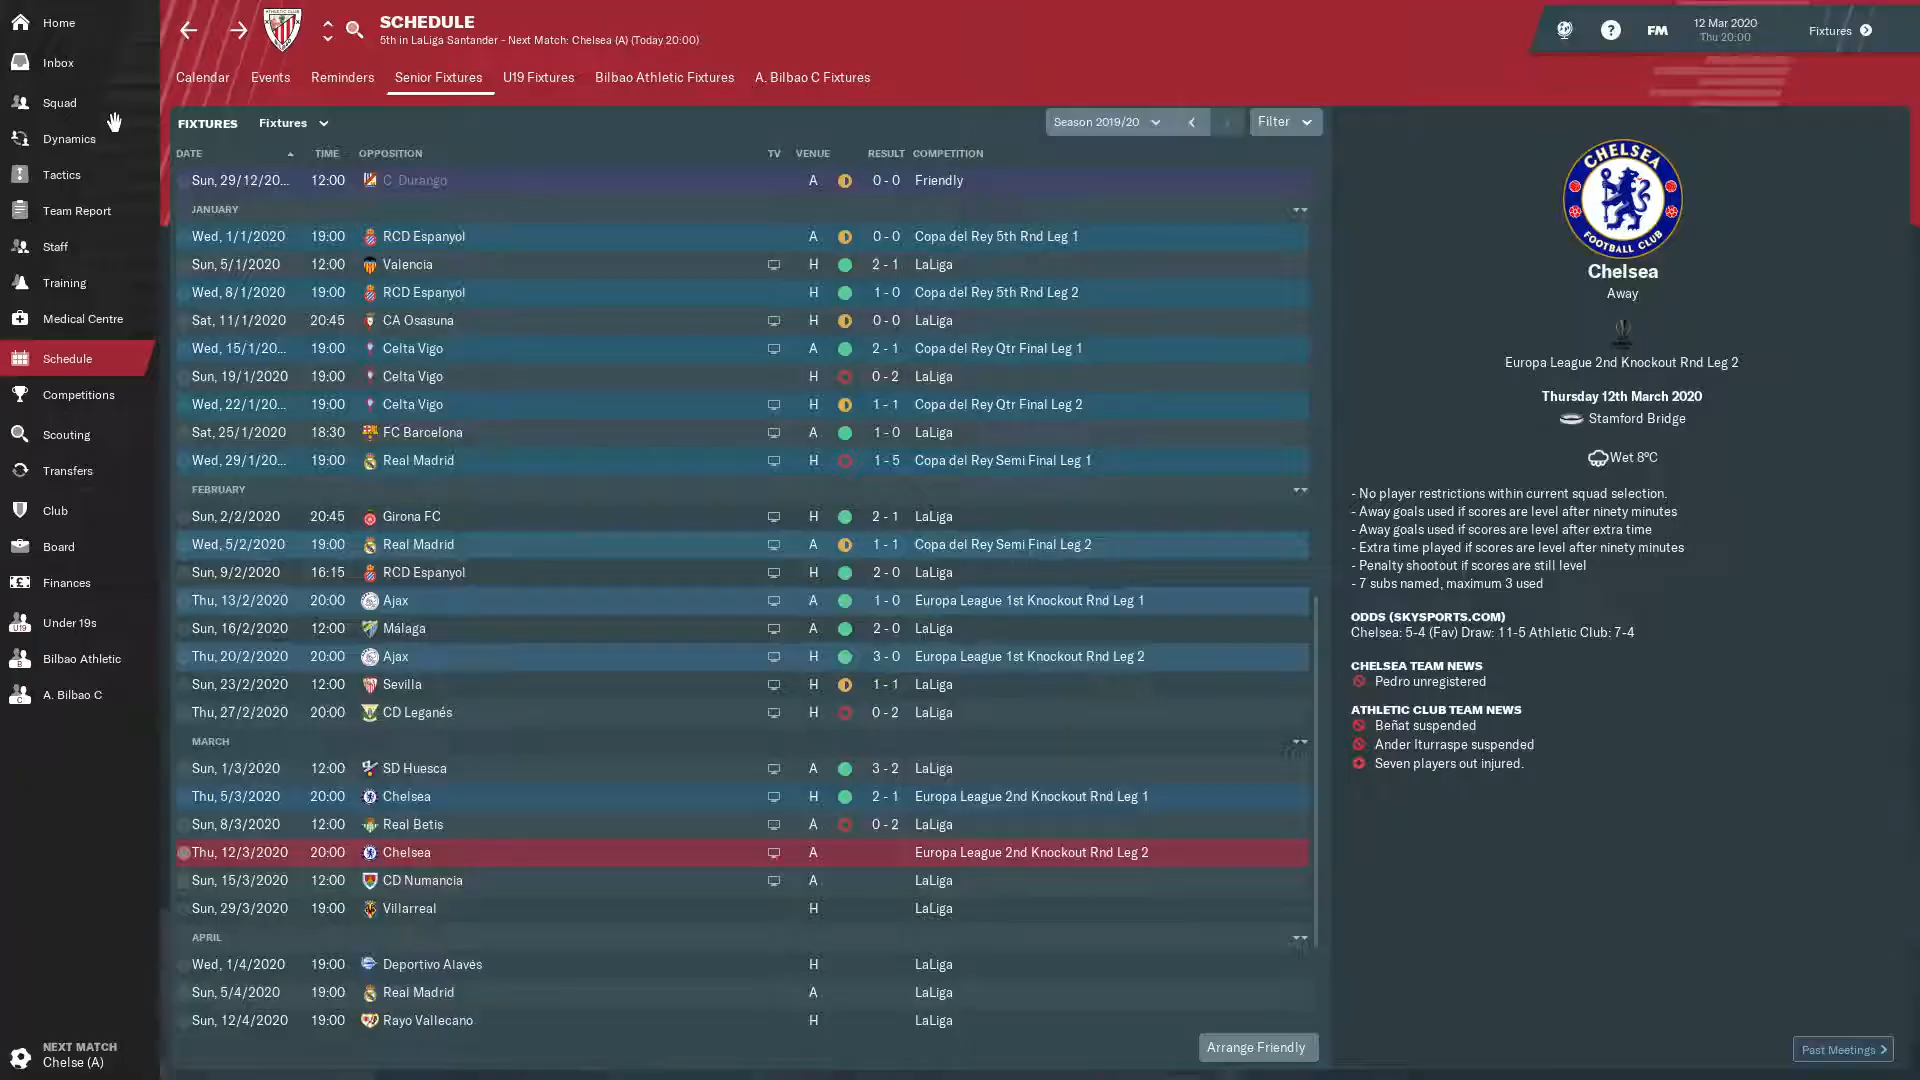 Home
Inbox
Squad
Dynamics
Tactics
Team Report
Staff
Training
Medical Centre
Schedule
Competitions
Scouting
Transfers
Club
Board
Finances
U19 Under 19s
B Bilbao Athletic
C A. Bilbao C
NEXT MATCH
Chelse (A)
SCHEDULE
5th in LaLiga Santander - Next Match: Chelsea (A) (Today 20:00)
FM
12 Mar 2020
Thu 20:00
Fixtures
Calendar Events Reminders Senior Fixtures U19 Fixtures Bilbao Athletic Fixtures A. Bilbao C Fixtures
FIXTURES Fixtures Season 2019/20 Filter
DATE TIME OPPOSITION TV VENUE RESULT COMPETITION
Sun, 29/12/20... 12:00 C. Durango A 0 - 0 Friendly
JANUARY
Wed, 1/1/2020 19:00 RCD Espanyol A 0 - 0 Copa del Rey 5th Rnd Leg 1
Sun, 5/1/2020 12:00 Valencia H 2 - 1 LaLiga
Wed, 8/1/2020 19:00 RCD Espanyol H 1 - 0 Copa del Rey 5th Rnd Leg 2
Sat, 11/1/2020 20:45 CA Osasuna H 0 - 0 LaLiga
Wed, 15/1/20... 19:00 Celta Vigo A 2 - 1 Copa del Rey Qtr Final Leg 1
Sun, 19/1/2020 19:00 Celta Vigo H 0 - 2 LaLiga
Wed, 22/1/20... 19:00 Celta Vigo H 1 - 1 Copa del Rey Qtr Final Leg 2
Sat, 25/1/2020 18:30 FC Barcelona A 1 - 0 LaLiga
Wed, 29/1/20... 19:00 Real Madrid H 1 - 5 Copa del Rey Semi Final Leg 1
FEBRUARY
Sun, 2/2/2020 20:45 Girona FC H 2 - 1 LaLiga
Wed, 5/2/2020 19:00 Real Madrid A 1 - 1 Copa del Rey Semi Final Leg 2
Sun, 9/2/2020 16:15 RCD Espanyol H 2 - 0 LaLiga
Thu, 13/2/2020 20:00 Ajax A 1 - 0 Europa League 1st Knockout Rnd Leg 1
Sun, 16/2/2020 12:00 Málaga A 2 - 0 LaLiga
Thu, 20/2/2020 20:00 Ajax H 3 - 0 Europa League 1st Knockout Rnd Leg 2
Sun, 23/2/2020 12:00 Sevilla H 1 - 1 LaLiga
Thu, 27/2/2020 20:00 CD Leganés H 0 - 2 LaLiga
MARCH
Sun, 1/3/2020 12:00 SD Huesca A 3 - 2 LaLiga
Thu, 5/3/2020 20:00 Chelsea H 2 - 1 Europa League 2nd Knockout Rnd Leg 1
Sun, 8/3/2020 12:00 Real Betis A 0 - 2 LaLiga
Thu, 12/3/2020 20:00 Chelsea A Europa League 2nd Knockout Rnd Leg 2
Sun, 15/3/2020 12:00 CD Numancia A LaLiga
Sun, 29/3/2020 19:00 Villarreal H LaLiga
APRIL
Wed, 1/4/2020 19:00 Deportivo Alavés H LaLiga
Sun, 5/4/2020 19:00 Real Madrid A LaLiga
Sun, 12/4/2020 19:00 Rayo Vallecano H LaLiga
Arrange Friendly
CHELSEA
FOOTBALL CLUB
Chelsea
Away
Europa League 2nd Knockout Rnd Leg 2
Thursday 12th March 2020
Stamford Bridge
Wet 8ºC
- No player restrictions within current squad selection.
- Away goals used if scores are level after ninety minutes
- Away goals used if scores are level after extra time
- Extra time played if scores are level after ninety minutes
- Penalty shootout if scores are still level
- 7 subs named, maximum 3 used
ODDS (SKYSPORTS.COM)
Chelsea: 5-4 (Fav) Draw: 11-5 Athletic Club: 7-4
CHELSEA TEAM NEWS
Pedro unregistered
ATHLETIC CLUB TEAM NEWS
Beñat suspended
Ander Iturraspe suspended
Seven players out injured.
Past Meetings